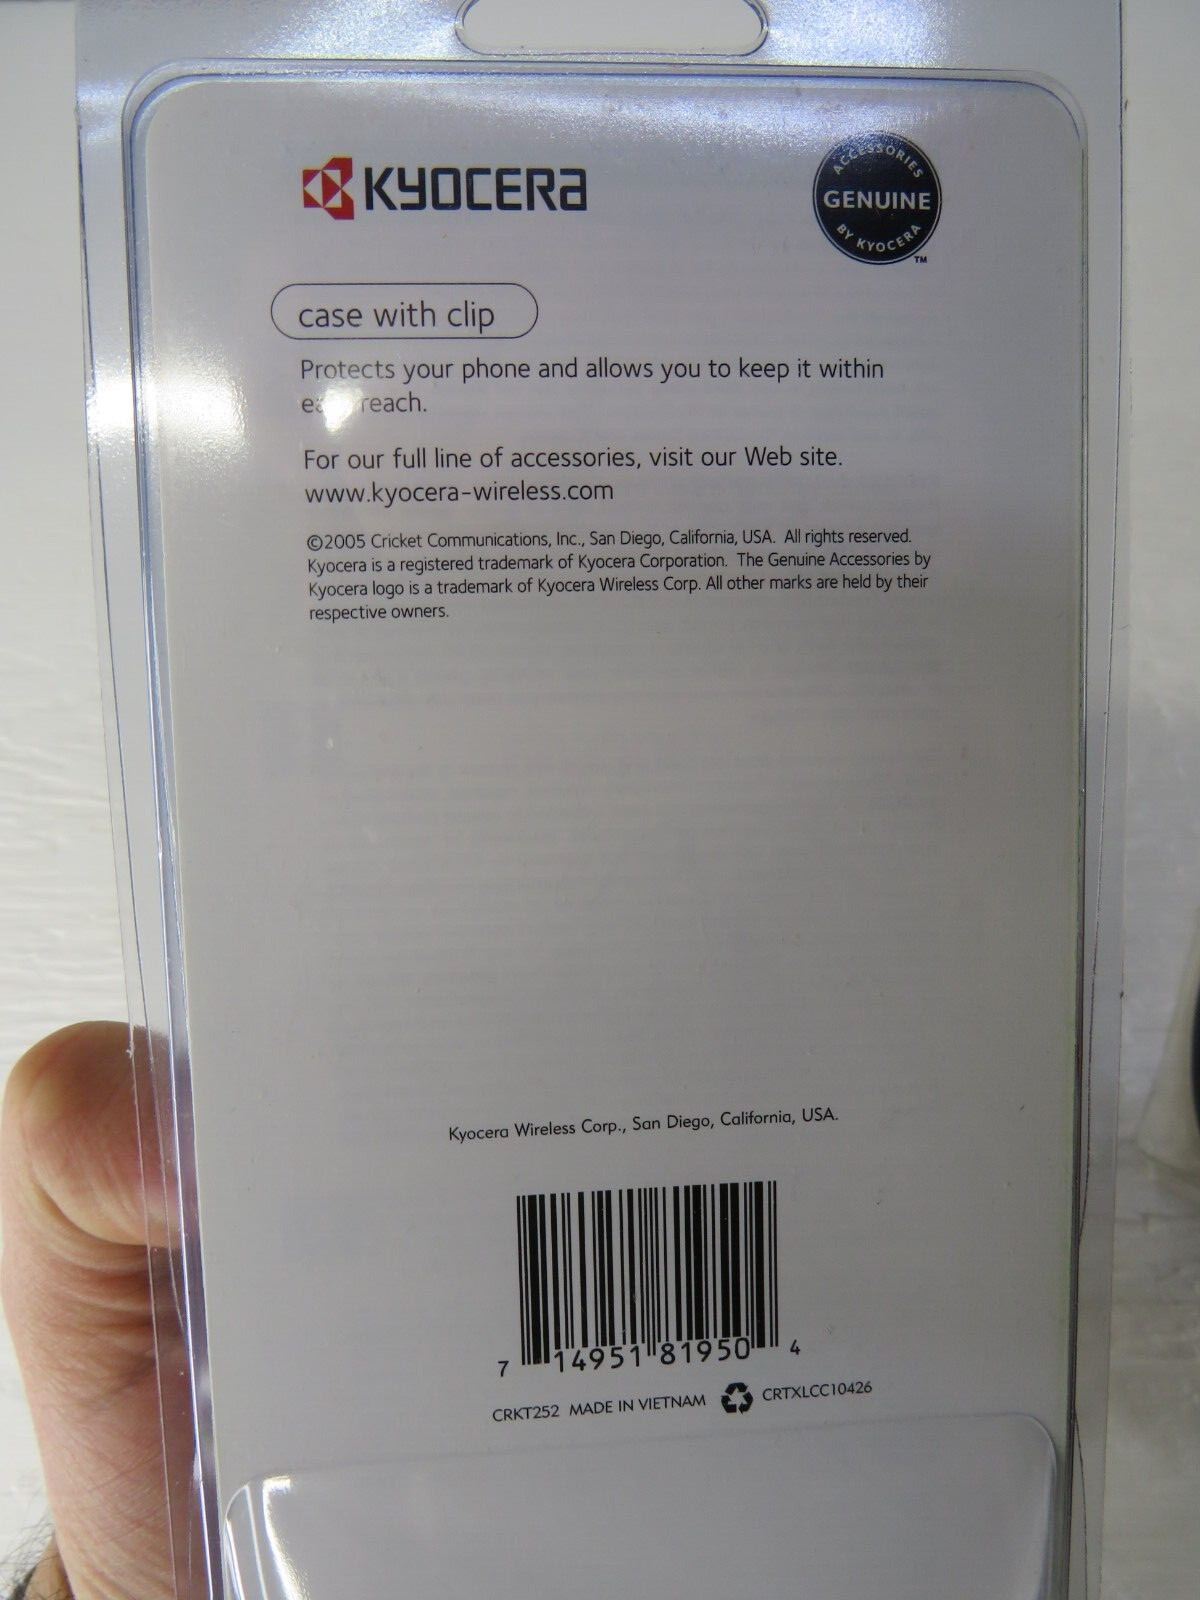 KYOCERA
ACCESSORIES
GENUINE
BY KYOCERA
TM
case with clip
Protects your phone and allows you to keep it within
reach.
For our full line of accessories, visit our Web site.
www.kyocera-wireless.com
©2005 Cricket Communications, Inc., San Diego, California, USA. All rights reserved.
Kyocera is a registered trademark of Kyocera Corporation. The Genuine Accessories by
Kyocera logo is a trademark of Kyocera Wireless Corp. All other marks are held by their
respective owners.
Kyocera Wireless Corp., San Diego, California, USA.
7 14951 81950 4
CRKT252 MADE IN VIETNAM CRTXLCC10426